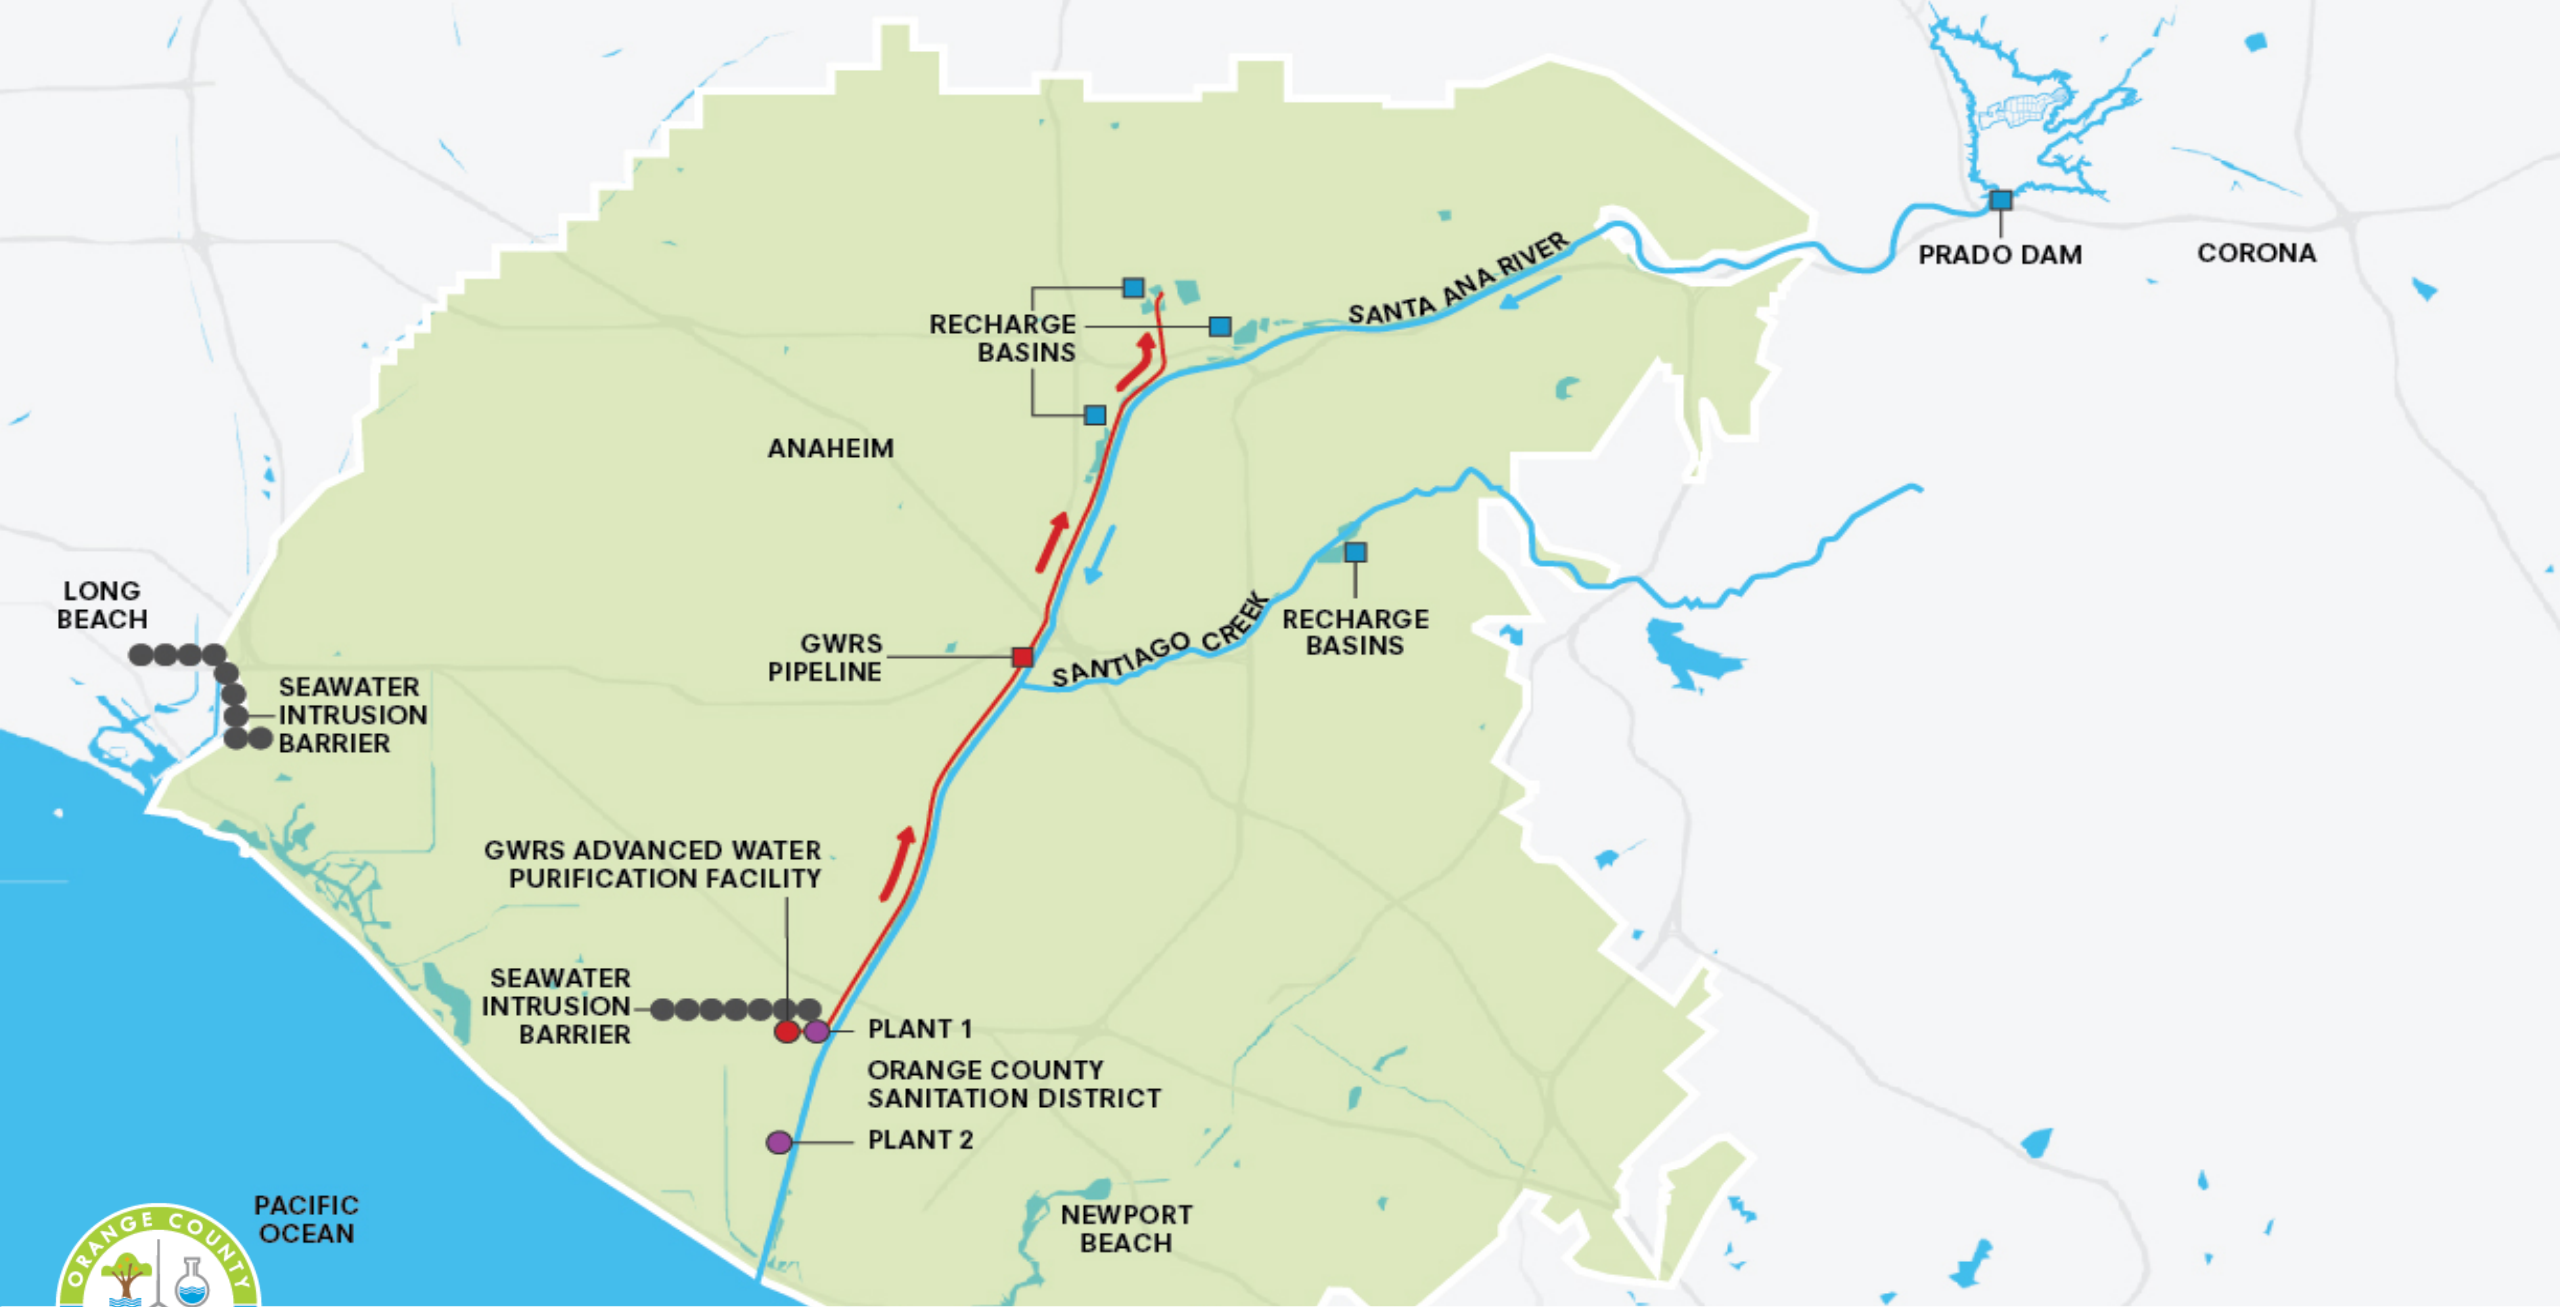 PRADO DAM
CORONA
SANTA ANA RIVER
RECHARGE
BASINS
ANAHEIM
LONG
BEACH
SEAWATER
INTRUSION
BARRIER
GWRS
PIPELINE
SANTIAGO CREEK
RECHARGE
BASINS
GWRS ADVANCED WATER
PURIFICATION FACILITY
SEAWATER
INTRUSION
BARRIER
PLANT 1
ORANGE COUNTY
SANITATION DISTRICT
PLANT 2
PACIFIC
OCEAN
NEWPORT
BEACH
ORANGE COUNTY